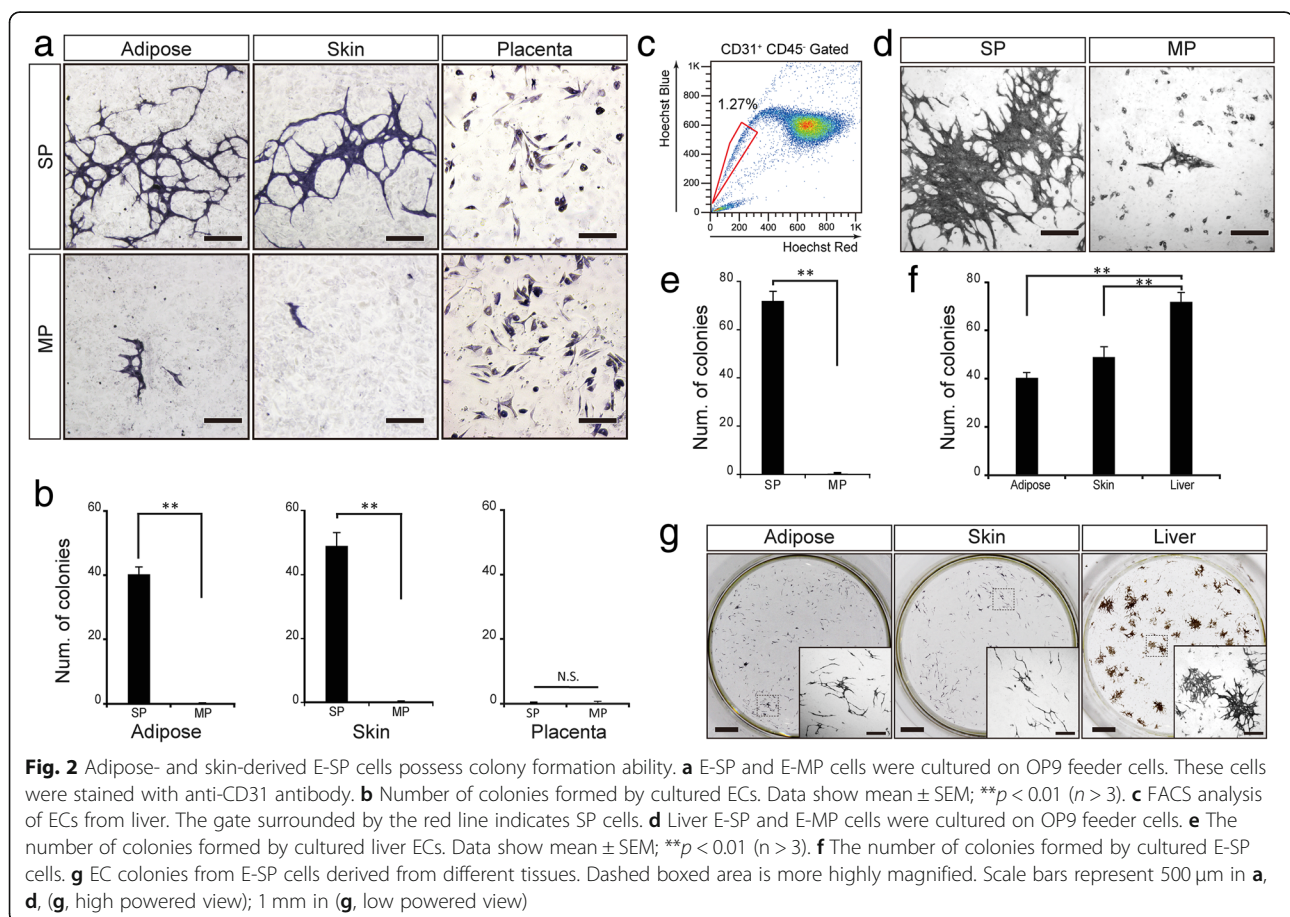 a
Adipose
Skin
Placenta
SP
MP
c
CD31⁺ CD45⁻ Gated
Hoechst Blue
1K
800
600
400
200
0
1.27%
0 200 400 600 800 1K
Hoechst Red
d
SP
MP
e
Num. of colonies
80
60
40
20
0
**
SP
MP
f
Num. of colonies
80
60
40
20
0
**
**
Adipose
Skin
Liver
b
Num. of colonies
60
40
20
0
**
SP
MP
Adipose
60
40
20
0
**
SP
MP
Skin
60
40
20
0
N.S.
SP
MP
Placenta
g
Adipose
Skin
Liver
Fig. 2 Adipose- and skin-derived E-SP cells possess colony formation ability. a E-SP and E-MP cells were cultured on OP9 feeder cells. These cells
were stained with anti-CD31 antibody. b Number of colonies formed by cultured ECs. Data show mean ± SEM; **p < 0.01 (n > 3). c FACS analysis
of ECs from liver. The gate surrounded by the red line indicates SP cells. d Liver E-SP and E-MP cells were cultured on OP9 feeder cells. e The
number of colonies formed by cultured liver ECs. Data show mean ± SEM; **p < 0.01 (n > 3). f The number of colonies formed by cultured E-SP
cells. g EC colonies from E-SP cells derived from different tissues. Dashed boxed area is more highly magnified. Scale bars represent 500 μm in a,
d, (g, high powered view); 1 mm in (g, low powered view)